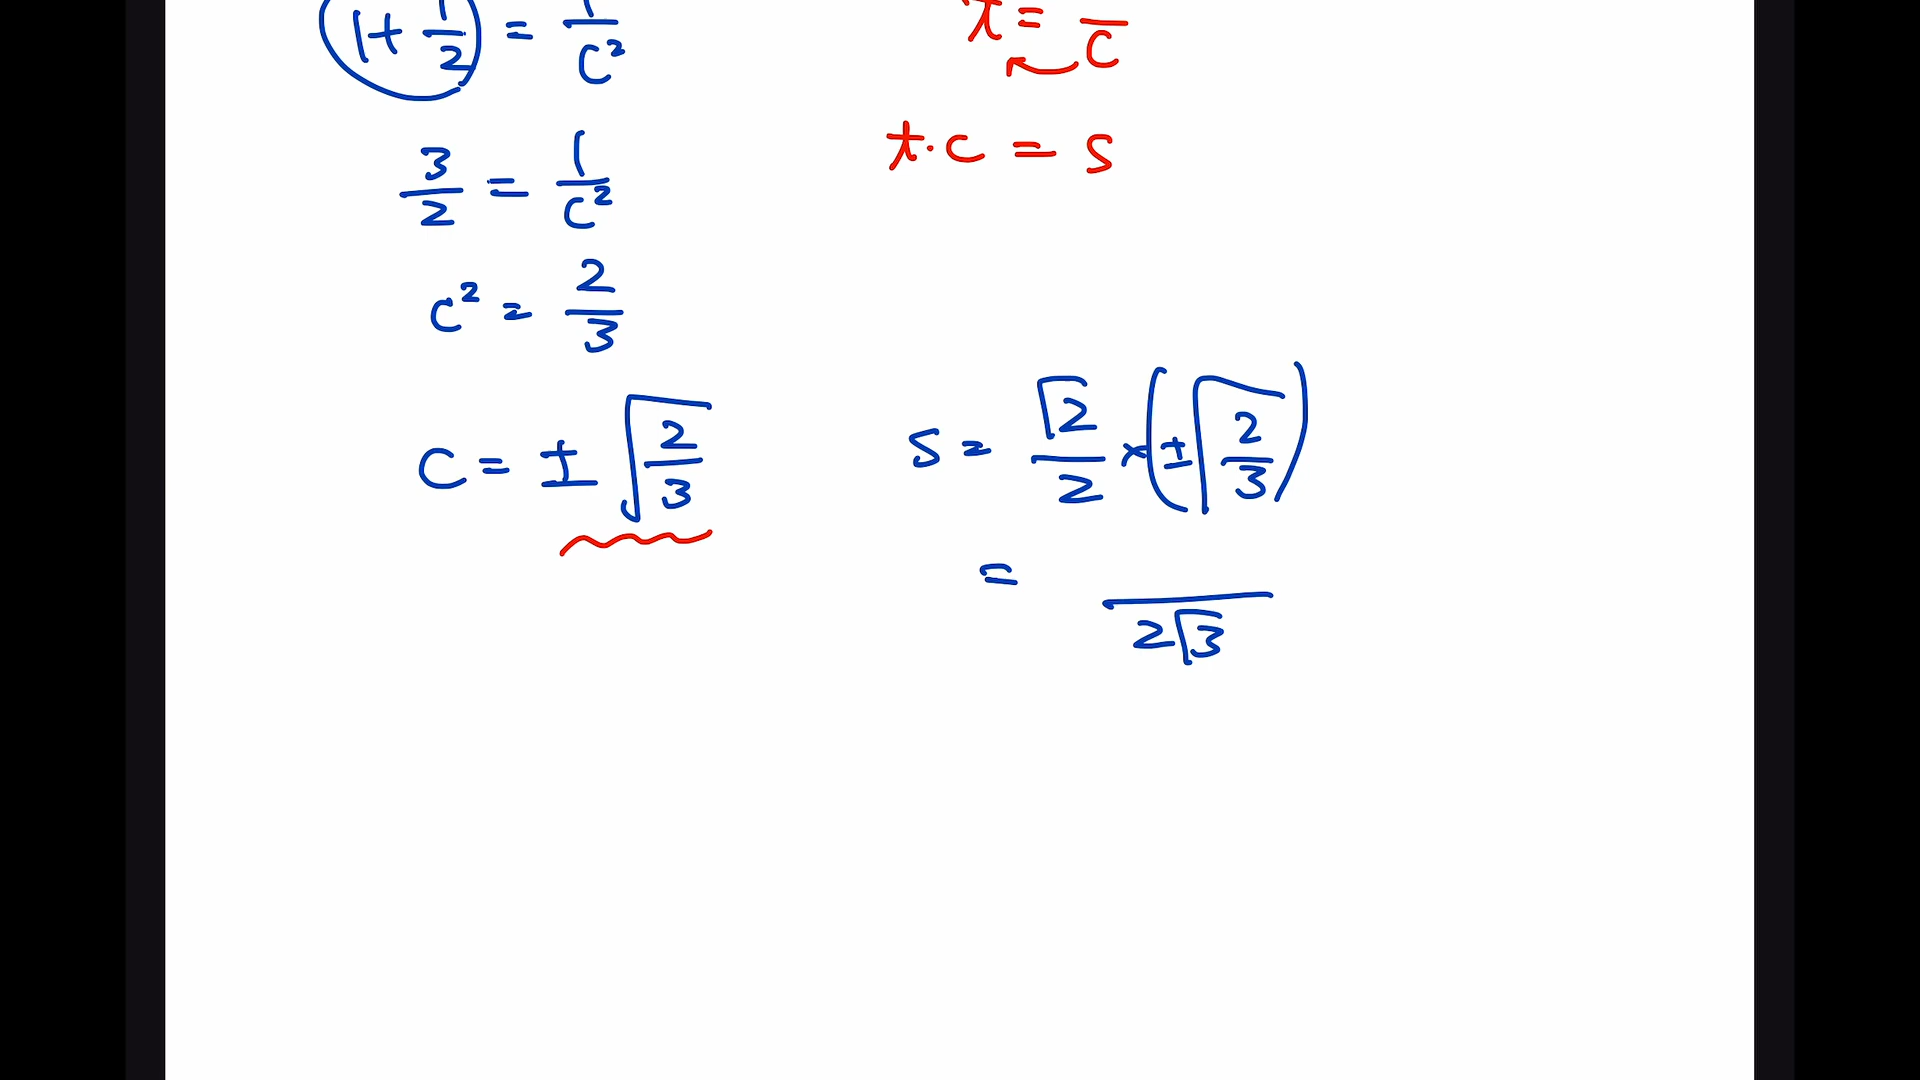 1 + 1/2 = 1/c²
3/2 = 1/c²
c² = 2/3
c = ± √(2/3)
t = /c
t·c = s
s = √2/2 × (± √(2/3))
= /2√3